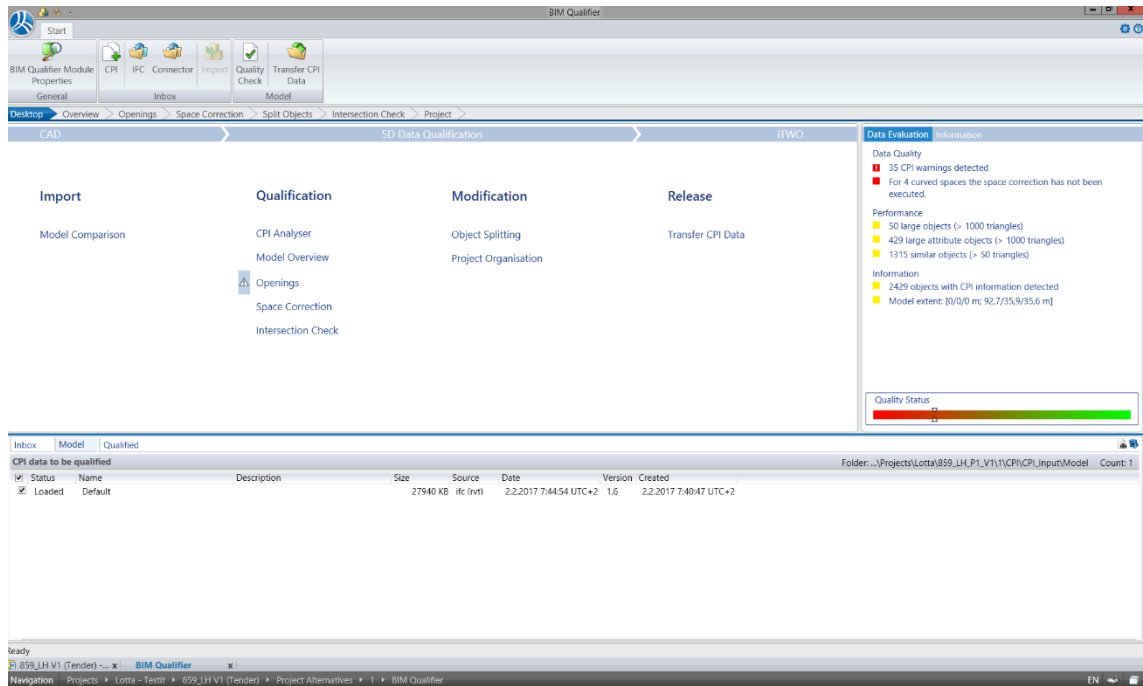 BIM Qualifier
Start
BIM Qualifier Module Properties
CPI
IFC
Connector
Import
Quality Check
Transfer CPI Data
General
Inbox
Model
Desktop
Overview
Openings
Space Correction
Split Objects
Intersection Check
Project
CAD
5D Data Qualification
iTWO
Import
Qualification
Modification
Release
Model Comparison
CPI Analyser
Object Splitting
Transfer CPI Data
Model Overview
Project Organisation
Openings
Space Correction
Intersection Check
Data Evaluation
Information
Data Quality
35 CPI warnings detected
For 4 curved spaces the space correction has not been
executed.
Performance
50 large objects (> 1000 triangles)
429 large attribute objects (> 1000 triangles)
1315 similar objects (> 50 triangles)
Information
2429 objects with CPI information detected
Model extent: [0/0/0 m; 92,7/35,9/35,6 m]
Quality Status
Inbox Model Qualified
CPI data to be qualified Folder: ...\Projects\Lotta\859_LH_P1_V1\1\CPI\CPI_Input\Model Count: 1
Status Name Description Size Source Date Version Created
Loaded Default 27940 KB ifc (rvt) 2.2.2017 7:44:54 UTC+2 1.6 2.2.2017 7:40:47 UTC+2
Ready
859_LH V1 (Tender) -... x BIM Qualifier x
Navigation Projects Lotta - Testit 859_LH V1 (Tender) Project Alternatives 1 BIM Qualifier EN